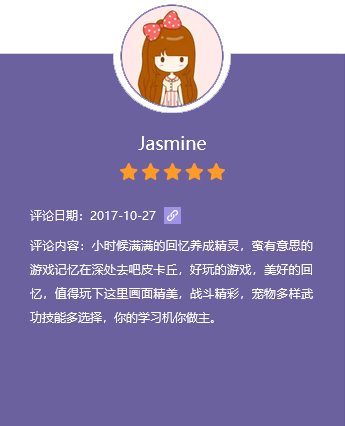 Jasmine
评论日期：2017-10-27
评论内容：小时候满满的回忆养成精灵，蛮有意思的
游戏记忆在深处去吧皮卡丘，好玩的游戏，美好的回
忆，值得玩下这里画面精美，战斗精彩，宠物多样武
功技能多选择，你的学习机你做主。